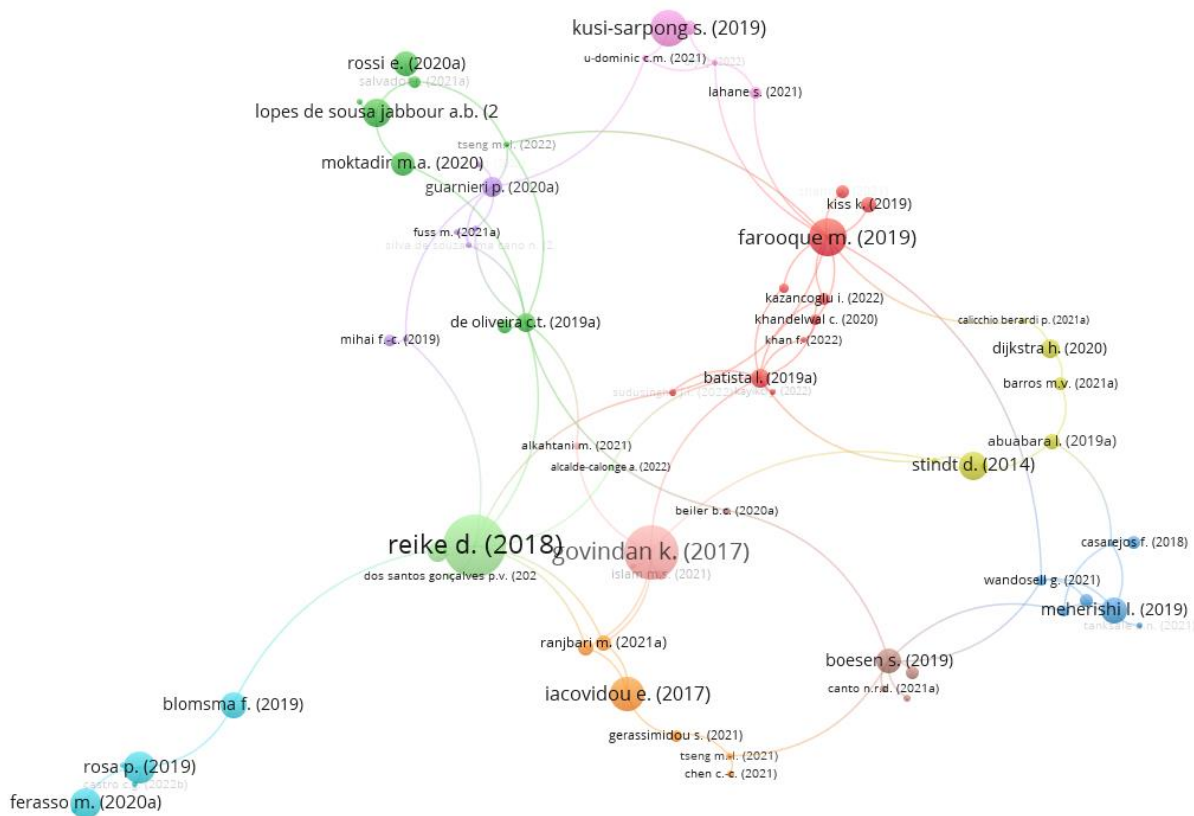 kusi-sarpong s. (2019)
u-dominic c.m. (2021)
rossi e. (2020a)
salvador r. (2021a)
lahane s. (2021)
lopes de sousa jabbour a.b. (2
tseng m.-l. (2022)
moktadir m.a. (2020)
guarnieri p. (2020a)
kiss k. (2019)
fuss m. (2021a)
farooque m. (2019)
kazancoglu i. (2022)
khandelwal c. (2020)
calicchio berardi p. (2021a)
de oliveira c.t. (2019a)
mihai f.-c. (2019)
khan f. (2022)
dijkstra h. (2020)
batista l. (2019a)
barros m.v. (2021a)
alkahtani m. (2021)
abuabara l. (2019a)
alcalde-calonge a. (2022)
stindt d. (2014)
beiler b.c. (2020a)
reike d. (2018)
govindan k. (2017)
casarejos f. (2018)
dos santos gonçalves p.v. (202
islam m.s. (2021)
wandosell g. (2021)
meherishi l. (2019)
ranjbari m. (2021a)
boesen s. (2019)
iacovidou e. (2017)
canto n.r.d. (2021a)
blomsma f. (2019)
gerassimidou s. (2021)
tseng m.-l. (2021)
rosa p. (2019)
chen c.-c. (2021)
ferasso m. (2020a)